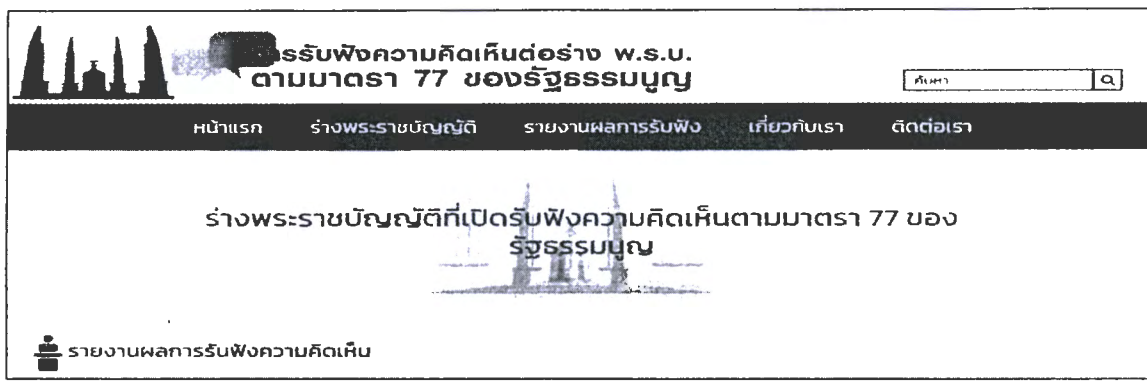 รับฟังความคิดเห็นต่อร่าง พ.ร.บ.
ตามมาตรา 77 ของรัฐธรรมนูญ
ค้นหา
หน้าแรก ร่างพระราชบัญญัติ รายงานผลการรับฟัง เกี่ยวกับเรา ติดต่อเรา
ร่างพระราชบัญญัติที่เปิดรับฟังความคิดเห็นตามมาตรา 77 ของ
รัฐธรรมนูญ
รายงานผลการรับฟังความคิดเห็น